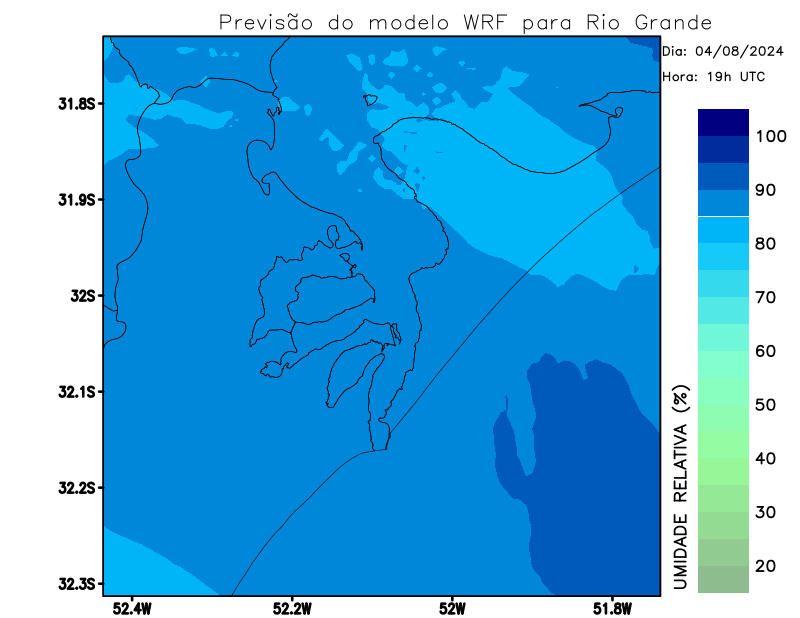 Previsão do modelo WRF para Rio Grande
Dia: 04/08/2024
Hora: 19h UTC
31.8S
31.9S
32S
32.1S
32.2S
32.3S
52.4W
52.2W
52W
51.8W
100
90
80
70
60
50
40
30
20
UMIDADE RELATIVA (%)